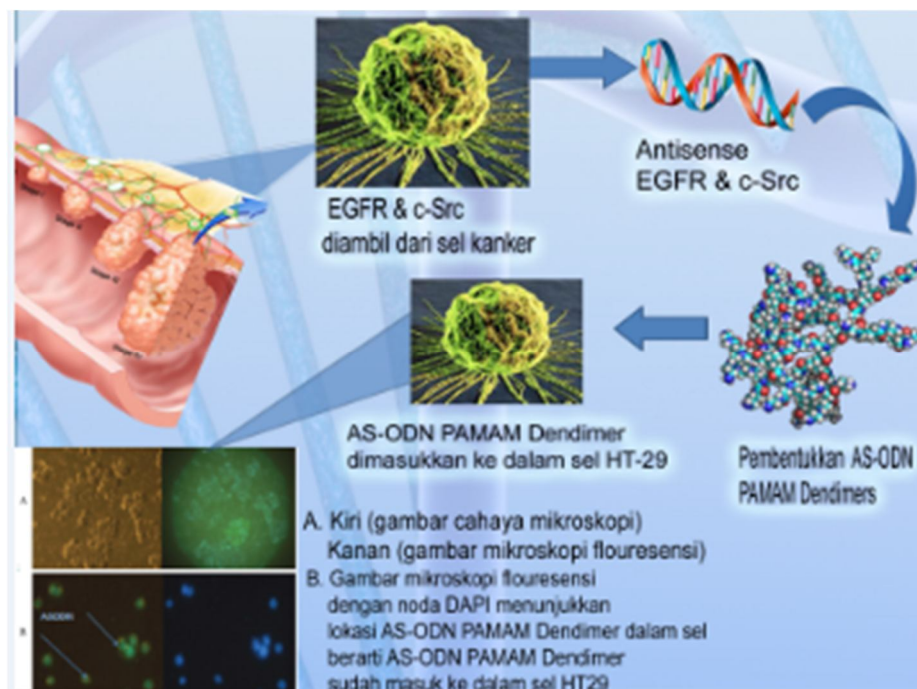 EGFR & c-Src
diambil dari sel kanker
Antisense
EGFR & c-Src
Pembentukkan AS-ODN
PAMAM Dendimers
AS-ODN PAMAM Dendimer
dimasukkan ke dalam sel HT-29
A
B
ASODN
A. Kiri (gambar cahaya mikroskopi)
Kanan (gambar mikroskopi flouresensi)
B. Gambar mikroskopi flouresensi
dengan noda DAPI menunjukkan
lokasi AS-ODN PAMAM Dendimer dalam sel
berarti AS-ODN PAMAM Dendimer
sudah masuk ke dalam sel HT29